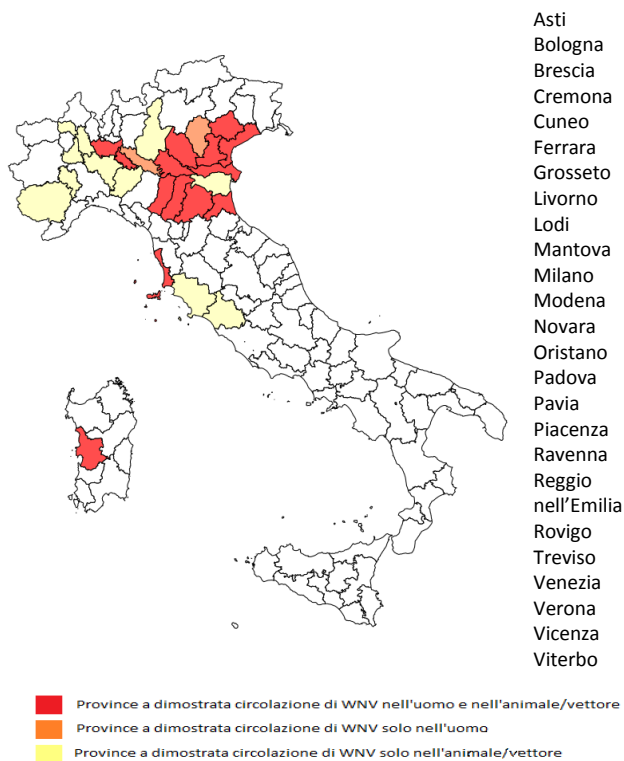 Asti
Bologna
Brescia
Cremona
Cuneo
Ferrara
Grosseto
Livorno
Lodi
Mantova
Milano
Modena
Novara
Oristano
Padova
Pavia
Piacenza
Ravenna
Reggio
nell’Emilia
Rovigo
Treviso
Venezia
Verona
Vicenza
Viterbo
Province a dimostrata circolazione di WNV nell'uomo e nell'animale/vettore
Province a dimostrata circolazione di WNV solo nell'uomo
Province a dimostrata circolazione di WNV solo nell'animale/vettore